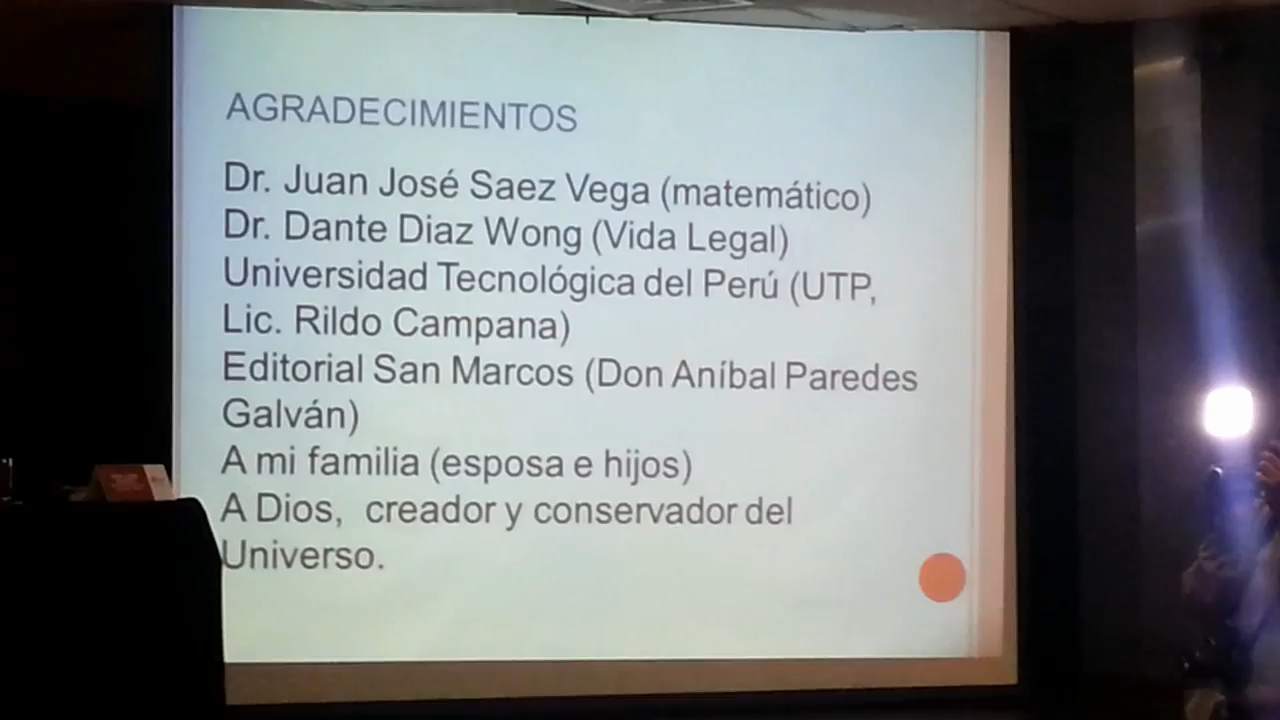 AGRADECIMIENTOS
Dr. Juan José Saez Vega (matemático)
Dr. Dante Diaz Wong (Vida Legal)
Universidad Tecnológica del Perú (UTP,
Lic. Rildo Campana)
Editorial San Marcos (Don Aníbal Paredes
Galván)
A mi familia (esposa e hijos)
A Dios, creador y conservador del
Universo.